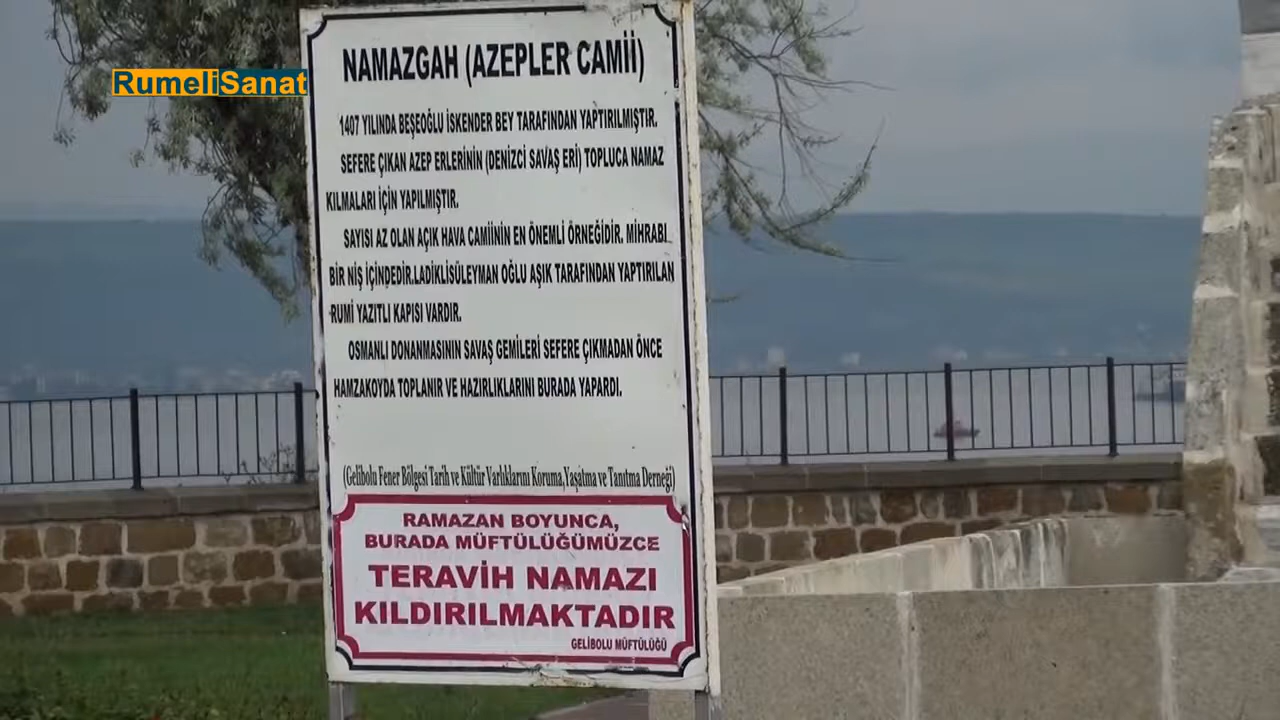 RumeliSanat
NAMAZGAH (AZEPLER CAMİİ)
1407 YILINDA BEŞEOĞLU İSKENDER BEY TARAFINDAN YAPTIRILMIŞTIR.
SEFERE ÇIKAN AZEP ERLERİNİN (DENİZCİ SAVAŞ ERİ) TOPLUCA NAMAZ
KILMALARI İÇİN YAPILMIŞTIR.
SAYISI AZ OLAN AÇIK HAVA CAMİİNİN EN ÖNEMLİ ÖRNEĞİDİR. MİHRABI
BİR NİŞ İÇİNDEDİR.LADİKLİSÜLEYMAN OĞLU AŞIK TARAFINDAN YAPTIRILAN
RUMİ YAZITLI KAPISI VARDIR.
OSMANLI DONANMASININ SAVAŞ GEMİLERİ SEFERE ÇIKMADAN ÖNCE
HAMZAKOYDA TOPLANIR VE HAZIRLIKLARINI BURADA YAPARDI.
(Gelibolu Fener Bölgesi Tarih ve Kültür Varlıklarını Koruma,Yaşatma ve Tanıtma Derneği)
RAMAZAN BOYUNCA,
BURADA MÜFTÜLÜĞÜMÜZCE
TERAVİH NAMAZI
KILDIRILMAKTADIR
GELİBOLU MÜFTÜLÜĞÜ